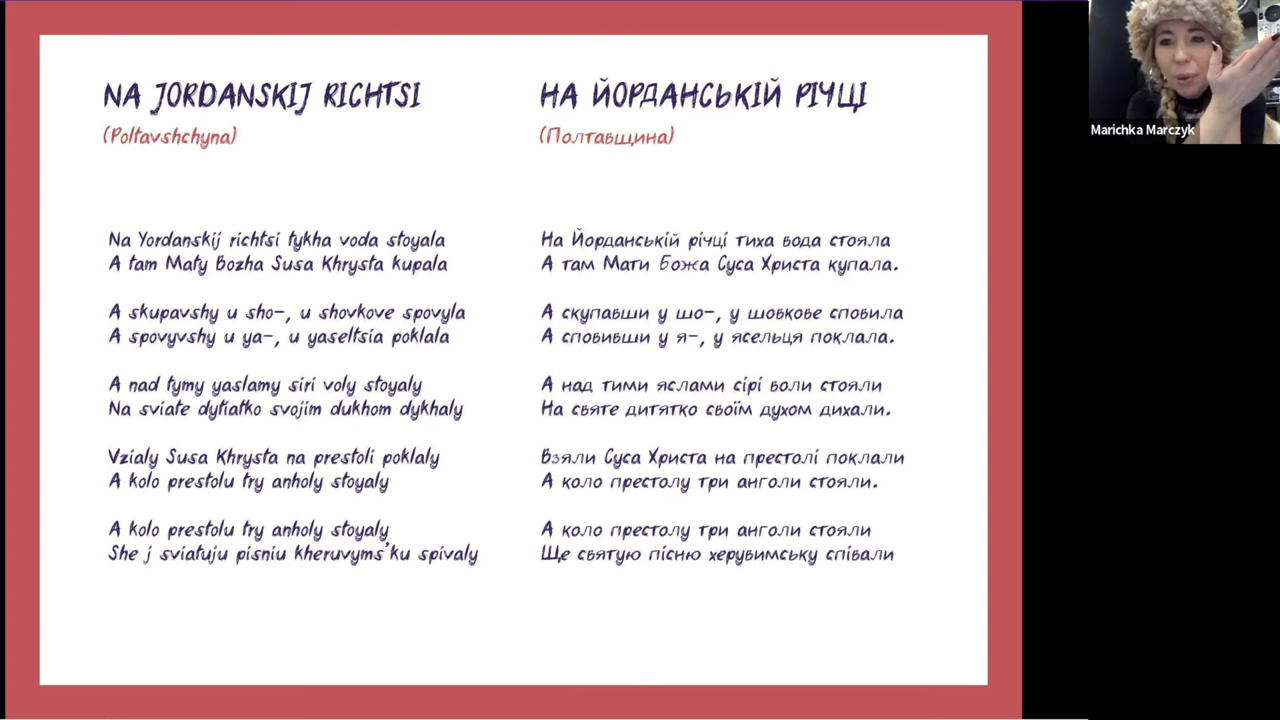 NA JORDANSKIJ RICHTSI
(Poltavshchyna)
Na Yordanskij richtsi tykha voda stoyala
A tam Maty Bozha Susa Khrysta kupala
A skupavshy u sho-, u shovkove spovyla
A spovyvshy u ya-, u yaseltsia poklala
A nad tymy yaslamy siri voly stoyaly
Na sviate dytiatko svojim dukhom dykhaly
Vzialy Susa Khrysta na prestoli poklaly
A kolo prestolu try anholy stoyaly
A kolo prestolu try anholy stoyaly
She j sviatuju pisniu kheruvyms'ku spivaly
НА ЙОРДАНСЬКІЙ РІЧЦІ
(Полтавщина)
На Йорданській річці тиха вода стояла
А там Мати Божа Суса Христа купала.
А скупавши у шо-, у шовкове сповила
А сповивши у я-, у ясельця поклала.
А над тими яслами сірі воли стояли
На святе дитятко своїм духом дихали.
Взяли Суса Христа на престолі поклали
А коло престолу три анголи стояли.
А коло престолу три анголи стояли
Ще святую пісню херувимську співали
Marichka Marczyk